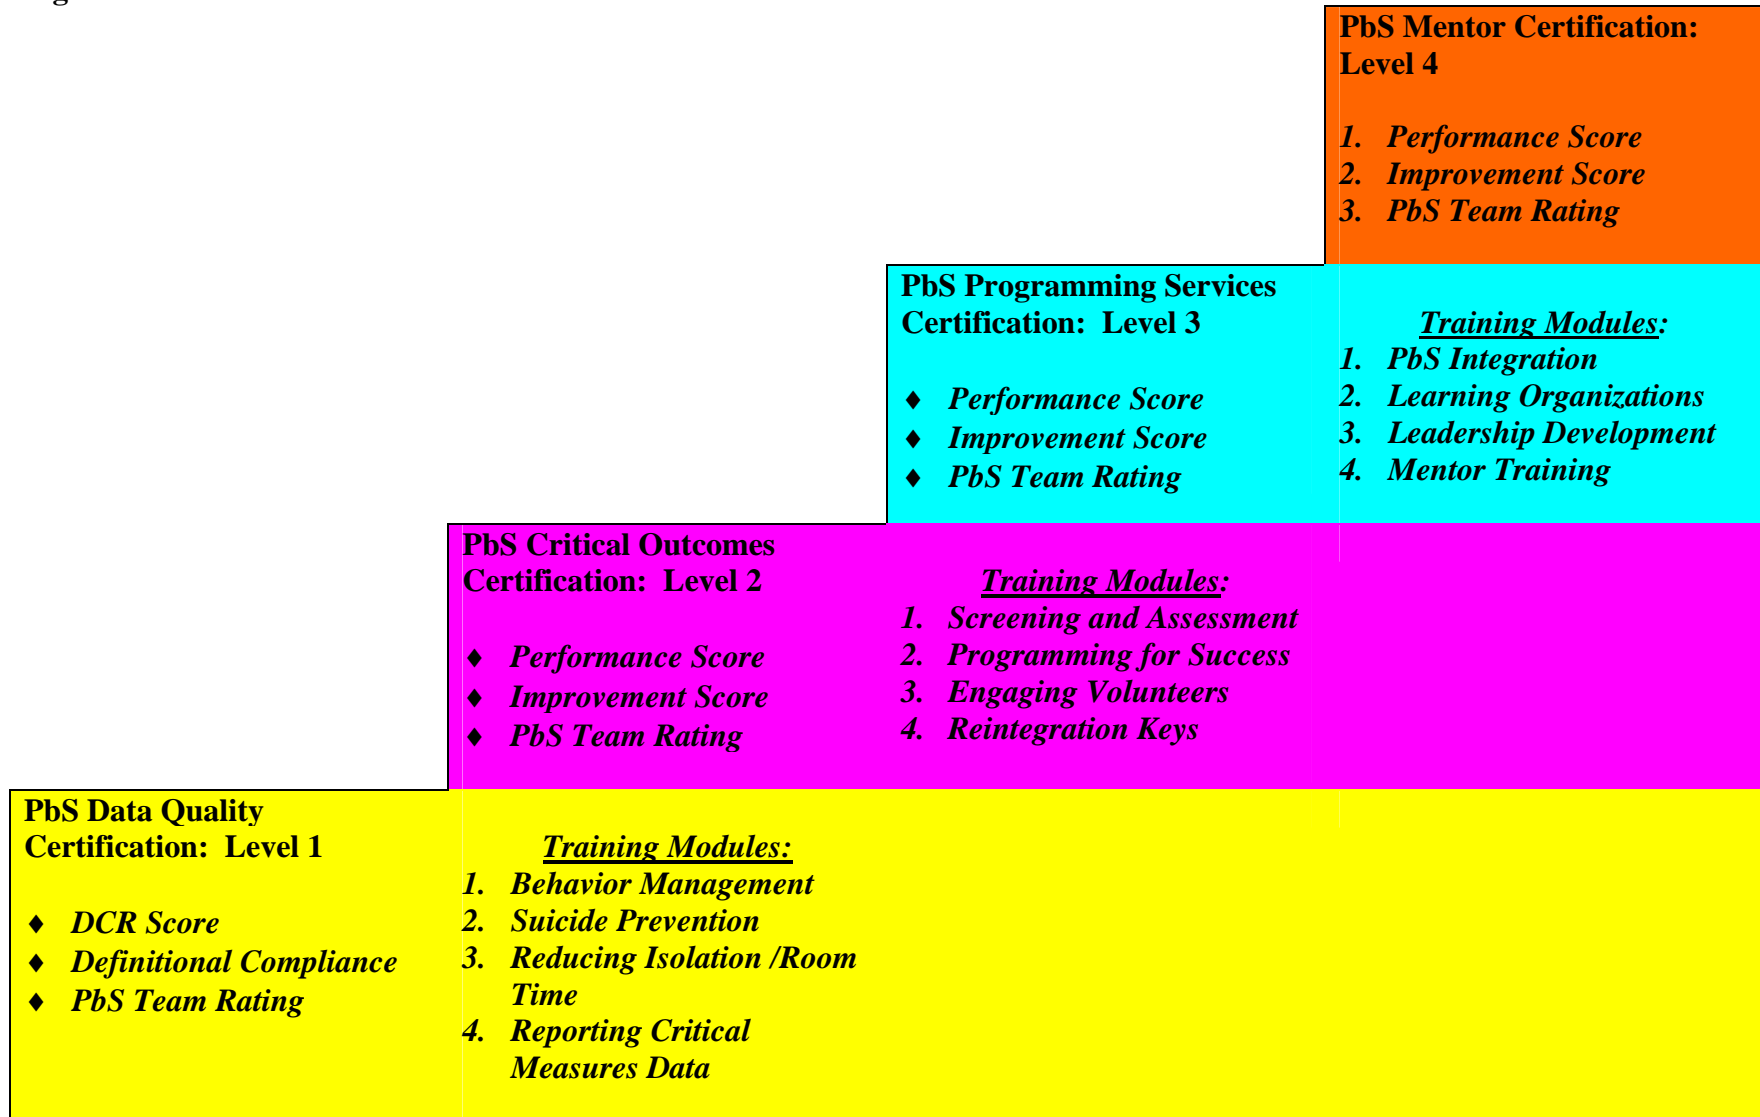 PbS Mentor Certification:
Level 4
1. Performance Score
2. Improvement Score
3. PbS Team Rating
PbS Programming Services
Certification: Level 3
♦ Performance Score
♦ Improvement Score
♦ PbS Team Rating
Training Modules:
1. PbS Integration
2. Learning Organizations
3. Leadership Development
4. Mentor Training
PbS Critical Outcomes
Certification: Level 2
♦ Performance Score
♦ Improvement Score
♦ PbS Team Rating
Training Modules:
1. Screening and Assessment
2. Programming for Success
3. Engaging Volunteers
4. Reintegration Keys
PbS Data Quality
Certification: Level 1
♦ DCR Score
♦ Definitional Compliance
♦ PbS Team Rating
Training Modules:
1. Behavior Management
2. Suicide Prevention
3. Reducing Isolation /Room
Time
4. Reporting Critical
Measures Data